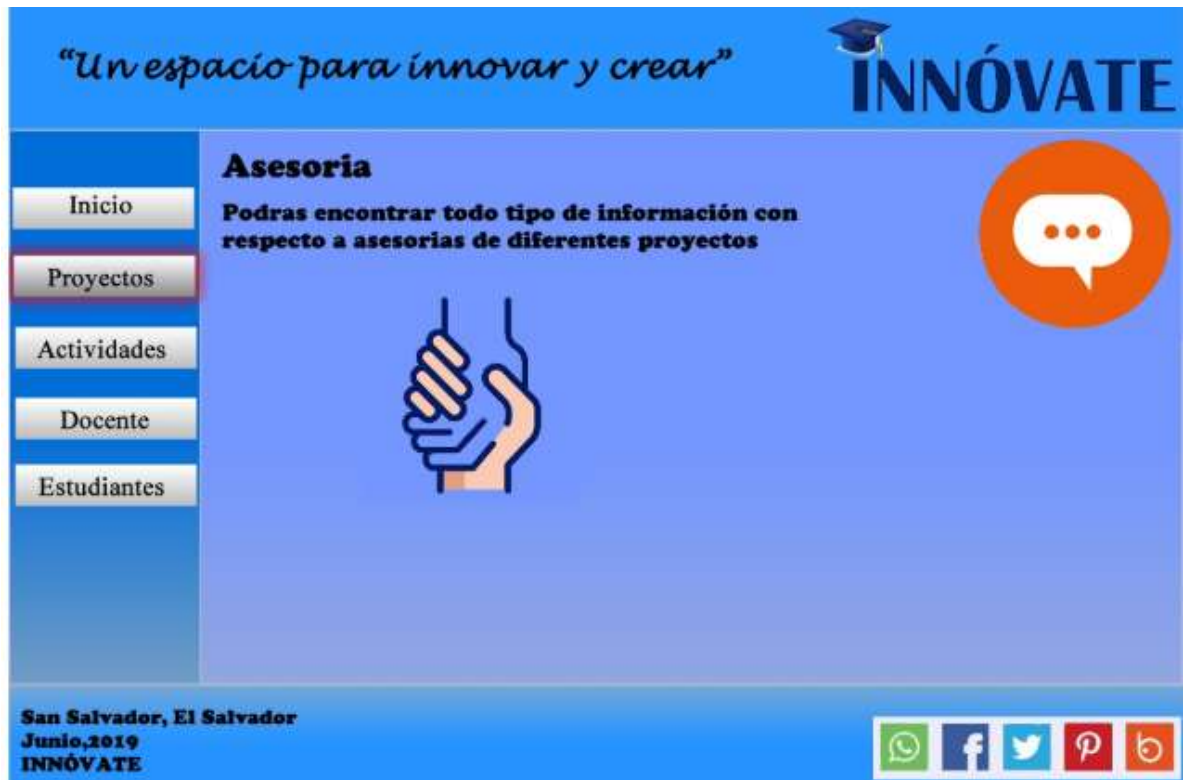 “Un espacio para innovar y crear”
INNÓVATE
Asesoria
Podras encontrar todo tipo de información con
respecto a asesorias de diferentes proyectos
Inicio
Proyectos
Actividades
Docente
Estudiantes
San Salvador, El Salvador
Junio,2019
INNÓVATE